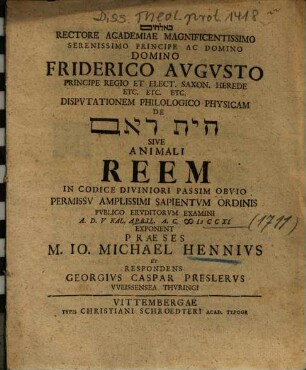 Diss. Theol. prot 1418
באלהים
RECTORE ACADEMIAE MAGNIFICENTISSIMO
SERENISSIMO PRINCIPE AC DOMINO
DOMINO
FRIDERICO AVGVSTO
PRINCIPE REGIO ET ELECT. SAXON. HEREDE
ETC. ETC. ETC.
DISPVTATIONEM PHILOLOGICO PHYSICAM
DE
חית ראם
SIVE
ANIMALI
REEM
IN CODICE DIVINIORI PASSIM OBVIO
PERMISSV AMPLISSIMI SAPIENTVM ORDINIS
PVBLICO ERVDITORVM EXAMINI
A. D. V KAL. APRIL. A. C. ↀ IↃ CCXI
(1711)
EXPONENT
PRAESES
M. IO. MICHAEL HENNIVS
ET
RESPONDENS
GEORGIVS CASPAR PRESLERVS
VVEISSENSEA THVRINGI
VITTEMBERGAE
TYPIS CHRISTIANI SCHROEDTERI ACAD. TYPOGR